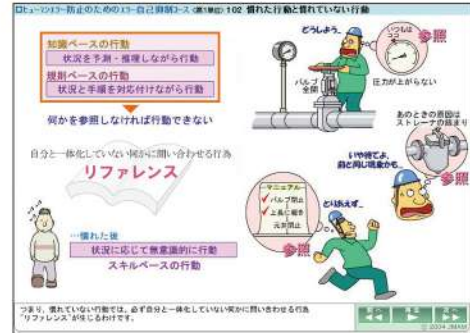 ヒューマンエラー防止のためのエラー自己抑制コース <第1単位> 102 慣れた行動と慣れていない行動
知識ベースの行動
状況を予測・推理しながら行動
規則ベースの行動
状況と手順を対応付けながら行動
何かを参照しなければ行動できない
自分と一体化していない何かに問い合わせる行為
リファレンス
…慣れた後
状況に応じて無意識的に行動
スキルベースの行動
どうしよう…
いつもは
ココ
参照
バルブ
全開
圧力が上がらない
あのときの原因は
ストレーナの詰まり
いや待てよ、
前と同じ現象かも…
参照
マニュアル
バルブ閉止
上長に報告
元弁閉止
とりあえず…
参照
つまり、慣れていない行動では、必ず自分と一体化していない何かに問い合わせる行為
"リファレンス"が生じるわけです。
© 2004 JMAM